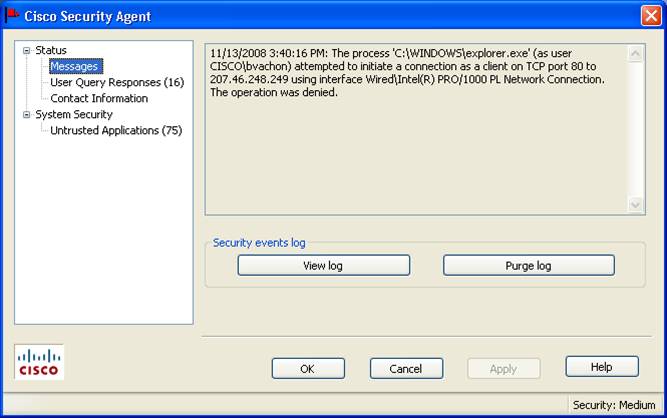 Cisco Security Agent
Status
Messages
User Query Responses (16)
Contact Information
System Security
Untrusted Applications (75)
11/13/2008 3:40:16 PM: The process 'C:\WINDOWS\explorer.exe' (as user
CISCO\bvachon) attempted to initiate a connection as a client on TCP port 80 to
207.46.248.249 using interface Wired\Intel(R) PRO/1000 PL Network Connection.
The operation was denied.
Security events log
View log
Purge log
CISCO
OK
Cancel
Apply
Help
Security: Medium